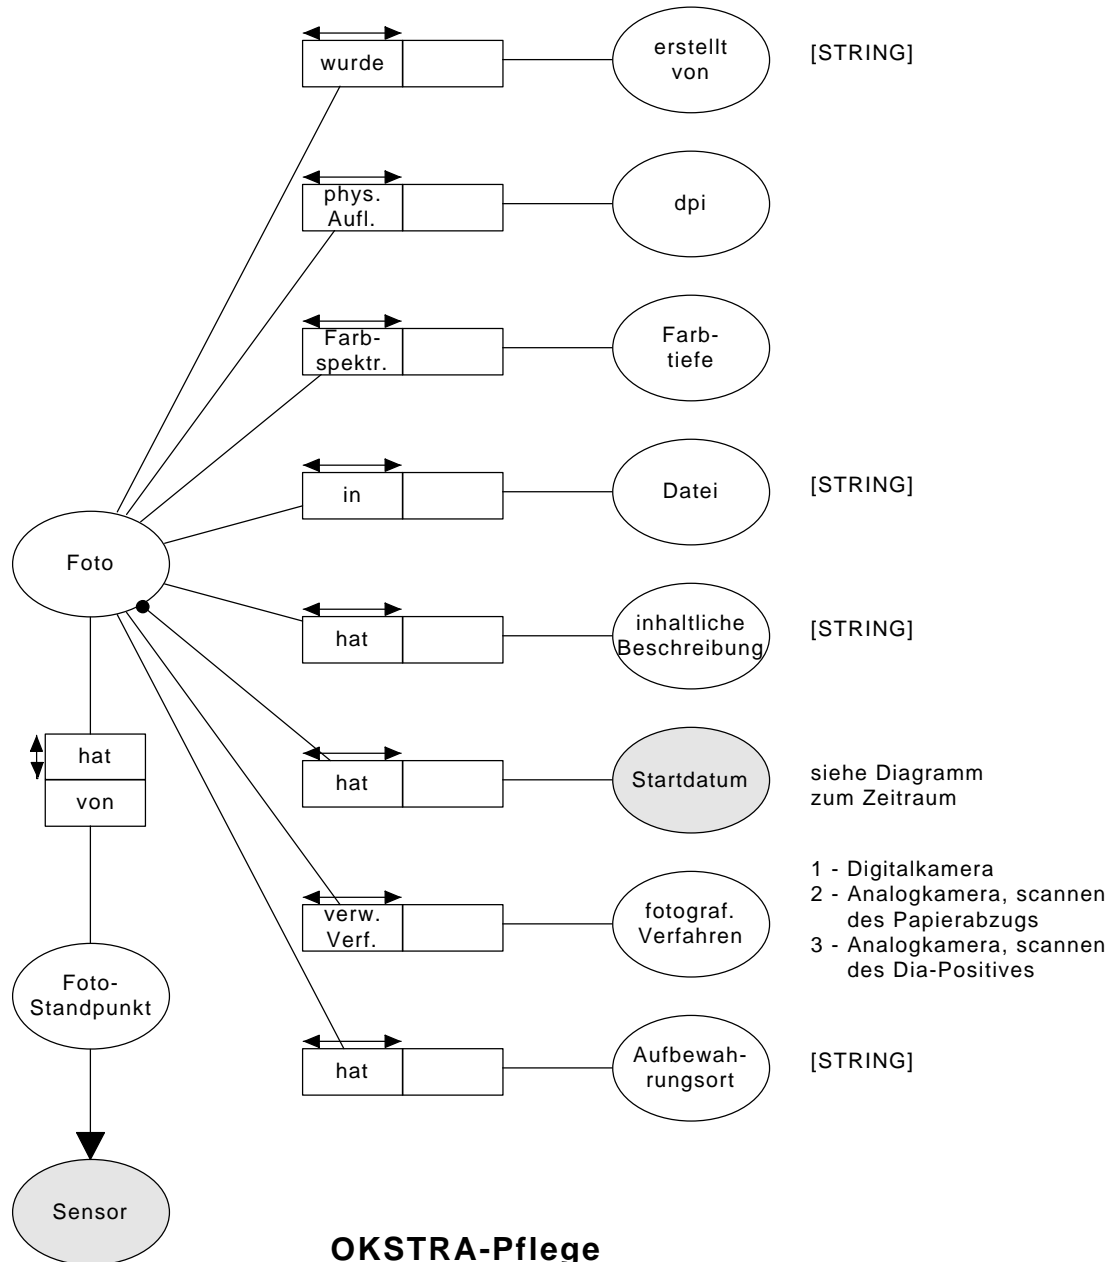 wurde
erstellt
von
[STRING]
phys.
Aufl.
dpi
Farb-
spektr.
Farb-
tiefe
in
Datei
[STRING]
Foto
hat
inhaltliche
Beschreibung
[STRING]
hat
von
hat
Startdatum
siehe Diagramm
zum Zeitraum
verw.
Verf.
fotograf.
Verfahren
1 - Digitalkamera
2 - Analogkamera, scannen
des Papierabzugs
3 - Analogkamera, scannen
des Dia-Positives
Foto-
Standpunkt
hat
Aufbewah-
rungsort
[STRING]
Sensor
OKSTRA-Pflege